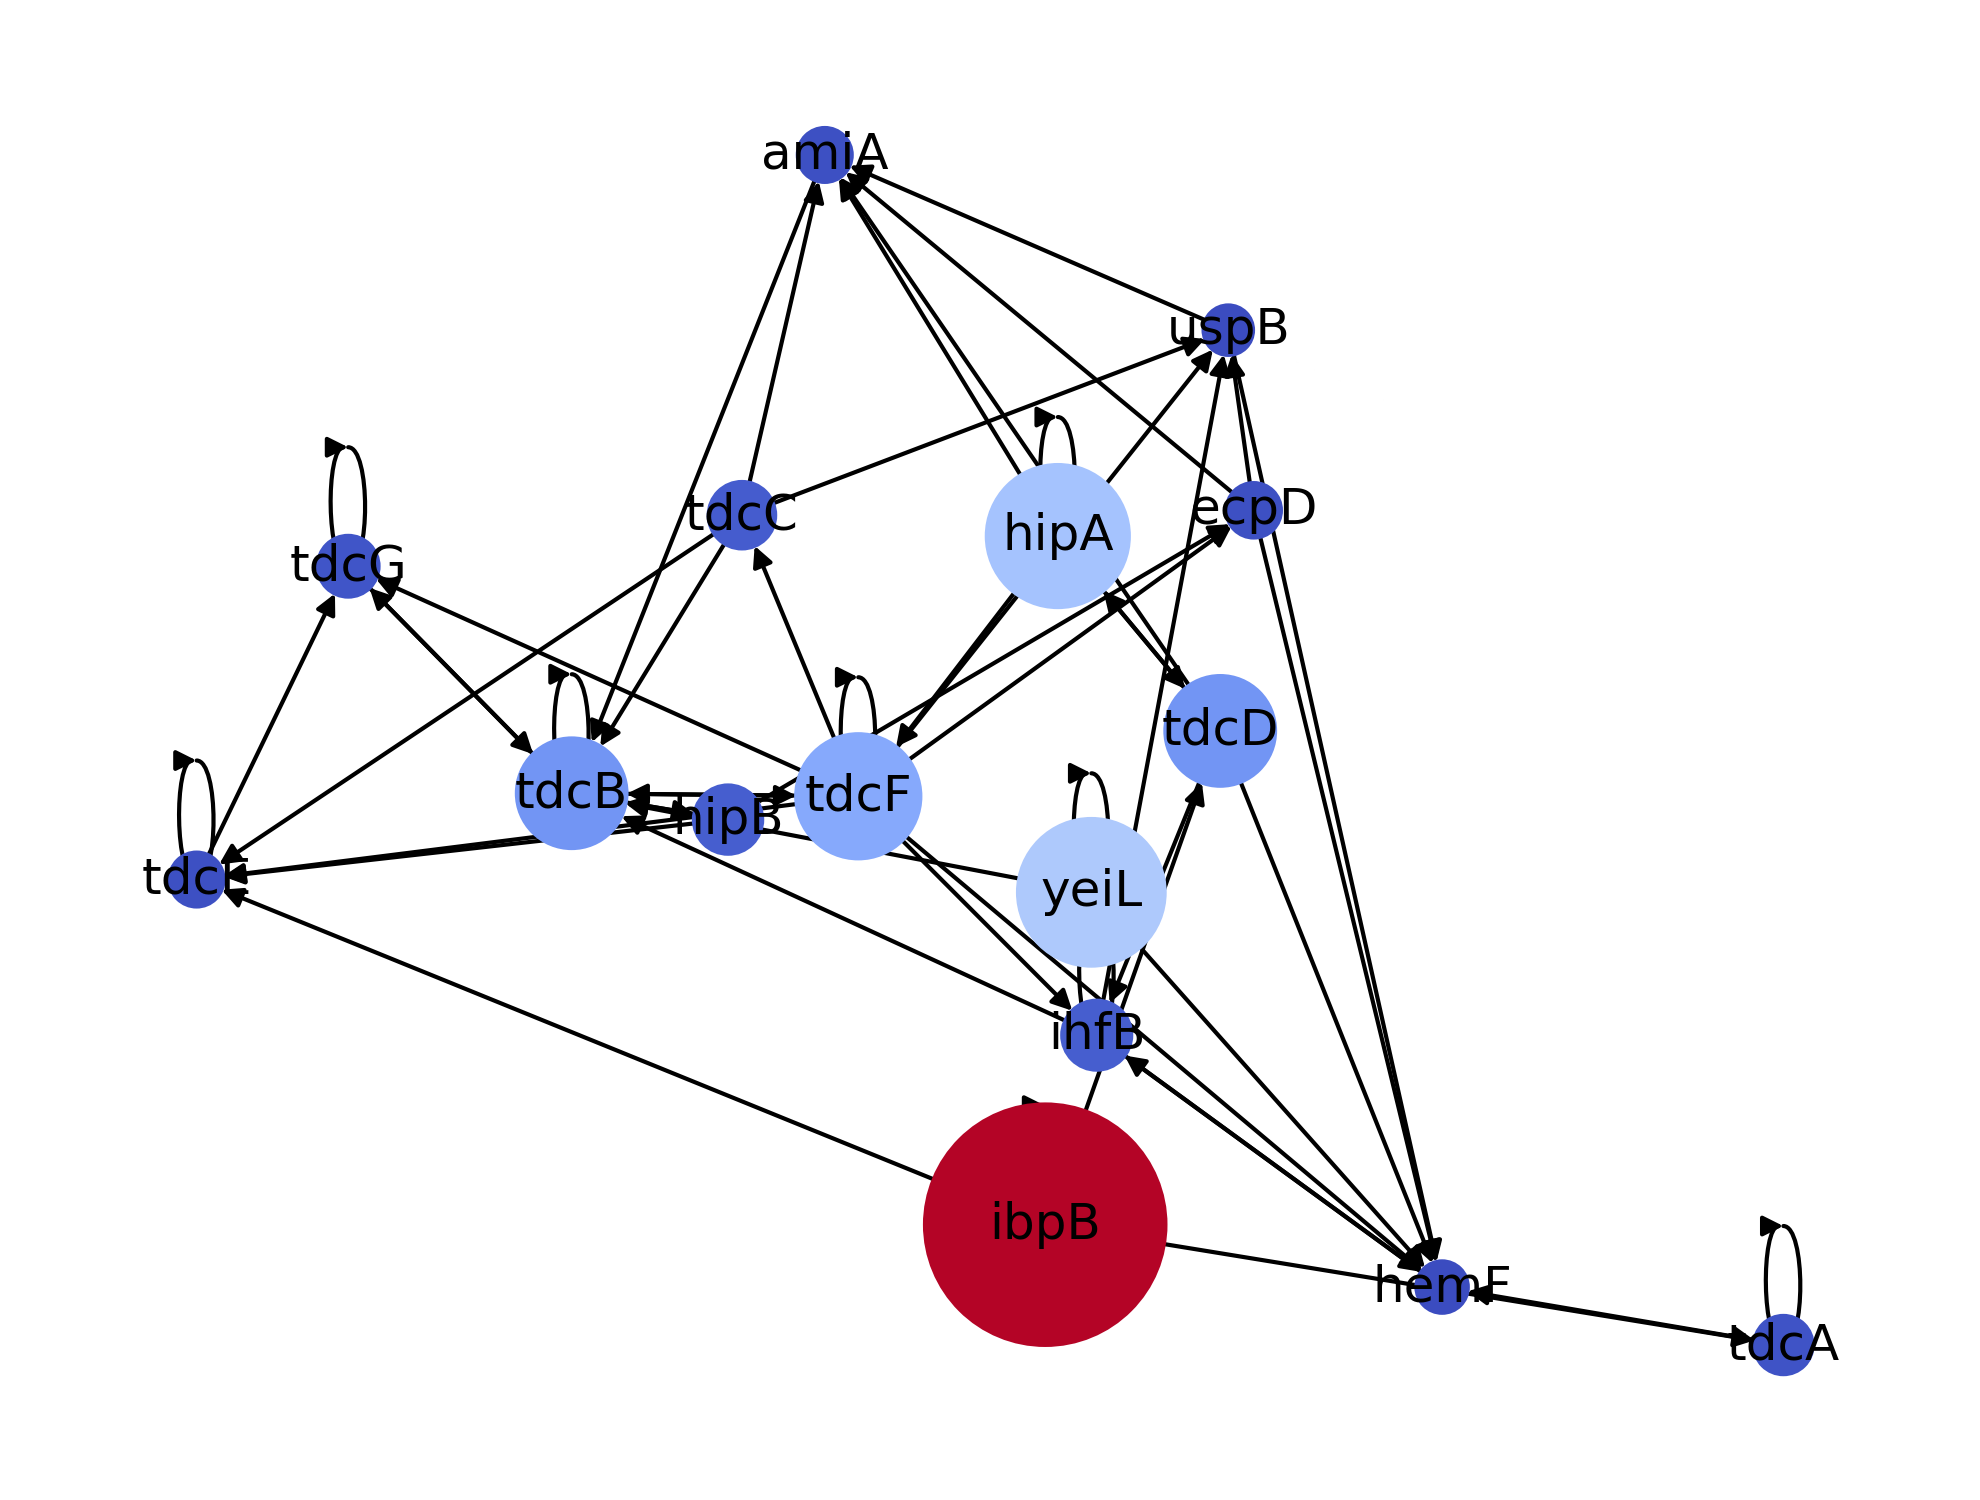 amiA
uspB
tdcC
ecpD
hipA
tdcG
tdcD
tdcB
tdcF
hipB
tdcE
yeiL
ihfB
ibpB
hemF
tdcA